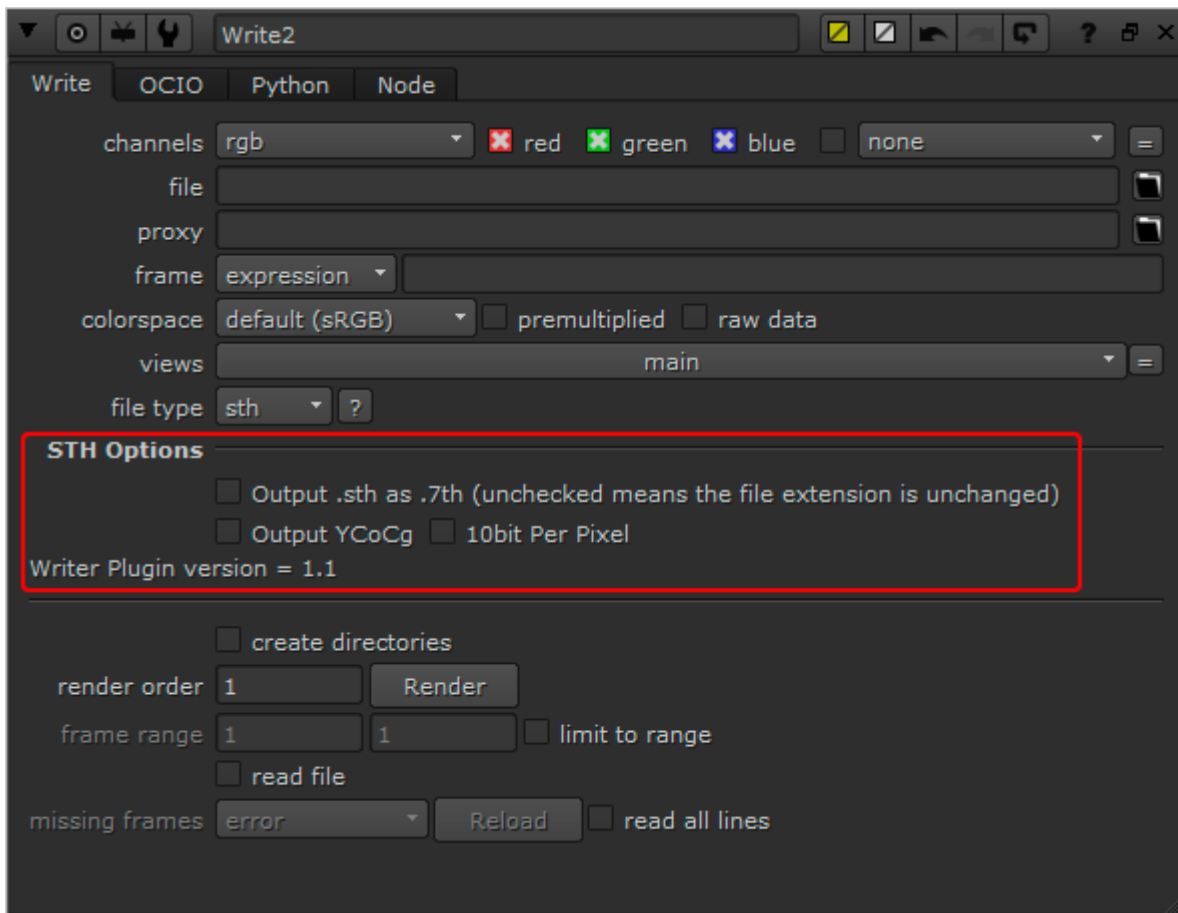 Write2 ?
Write OCIO Python Node
channels rgb red green blue none =
file
proxy
frame expression
colorspace default (sRGB) premultiplied raw data
views main =
file type sth ?
STH Options
Output .sth as .7th (unchecked means the file extension is unchanged)
Output YCoCg 10bit Per Pixel
Writer Plugin version = 1.1
create directories
render order 1 Render
frame range 1 1 limit to range
read file
missing frames error Reload read all lines